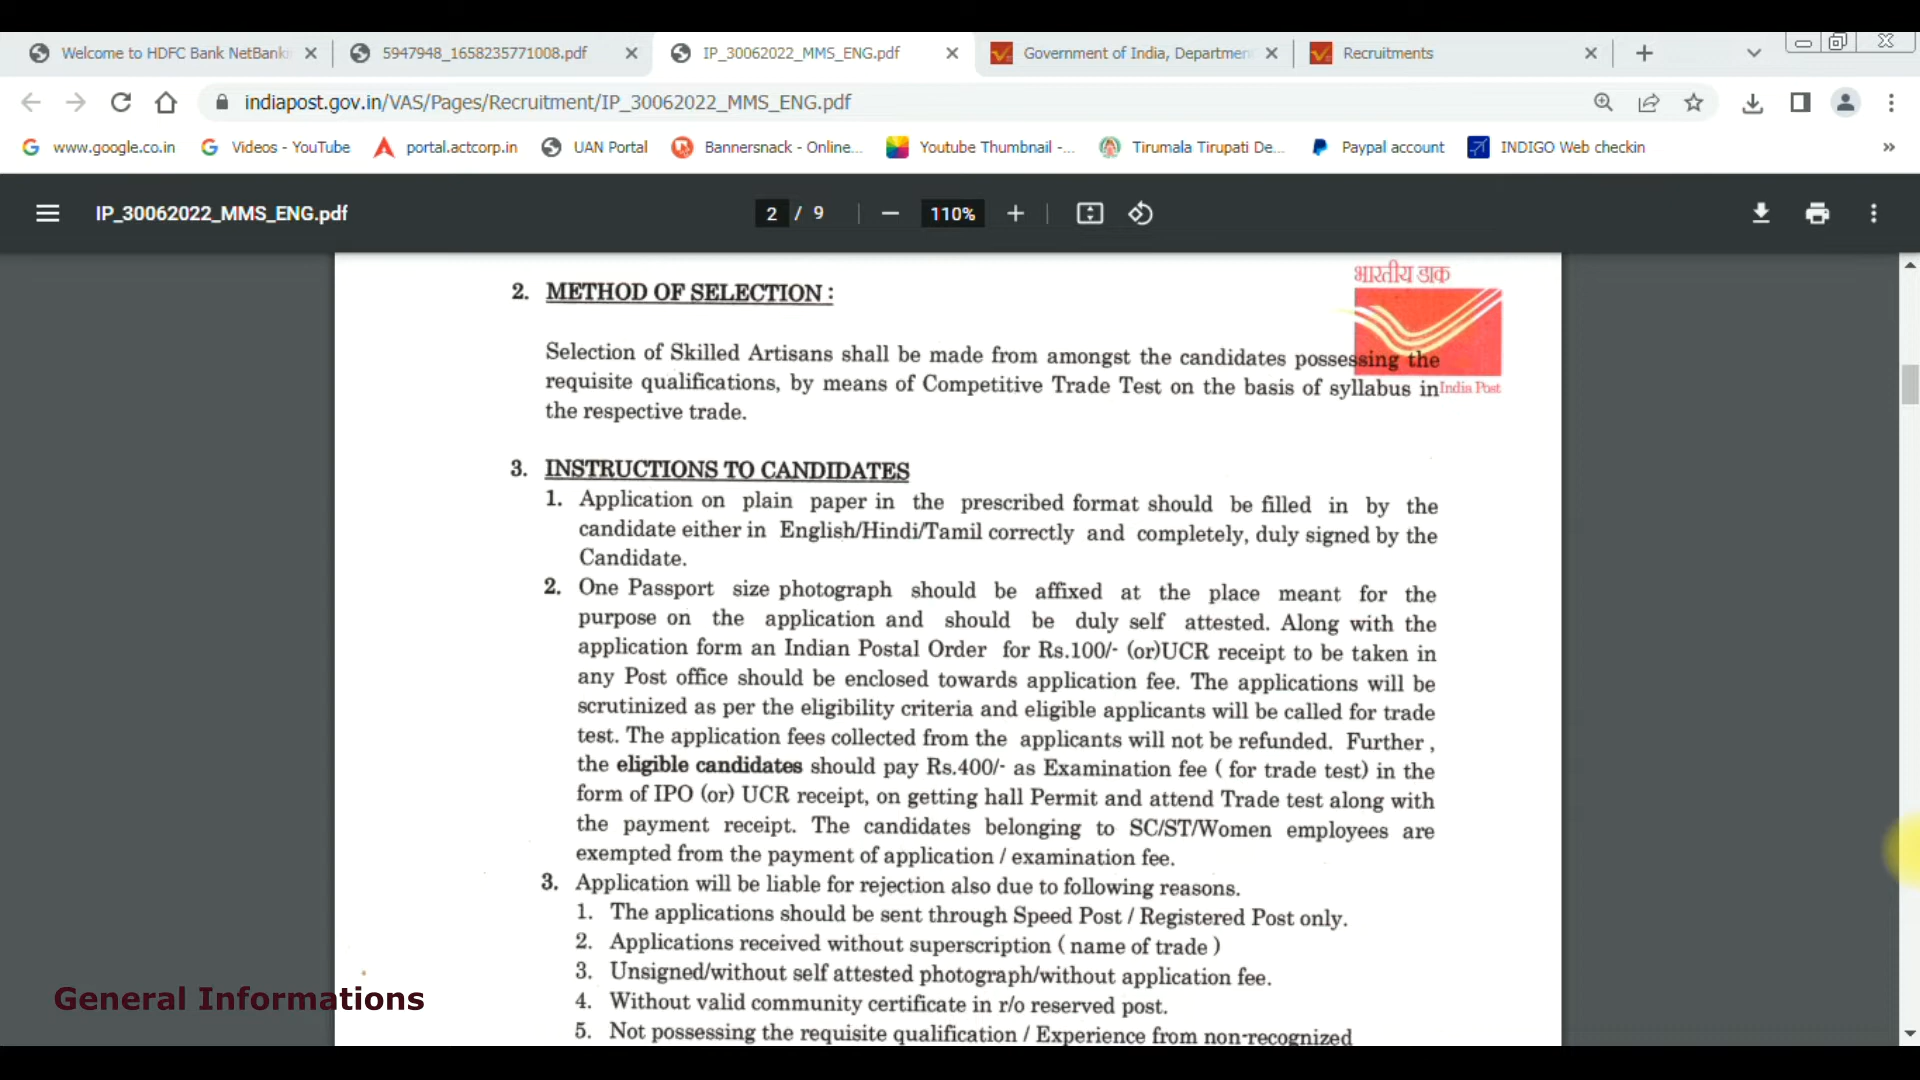 Welcome to HDFC Bank NetBanki
5947948_1658235771008.pdf
IP_30062022_MMS_ENG.pdf
Government of India, Departmen
Recruitments
indiapost.gov.in/VAS/Pages/Recruitment/IP_30062022_MMS_ENG.pdf
www.google.co.in
Videos - YouTube
portal.actcorp.in
UAN Portal
Bannersnack - Online...
Youtube Thumbnail -...
Tirumala Tirupati De...
Paypal account
INDIGO Web checkin
IP_30062022_MMS_ENG.pdf
2 / 9
110%
भारतीय डाक
2. METHOD OF SELECTION :
Selection of Skilled Artisans shall be made from amongst the candidates possessing the
requisite qualifications, by means of Competitive Trade Test on the basis of syllabus in
India Post
the respective trade.
3. INSTRUCTIONS TO CANDIDATES
1. Application on plain paper in the prescribed format should be filled in by the
candidate either in English/Hindi/Tamil correctly and completely, duly signed by the
Candidate.
2. One Passport size photograph should be affixed at the place meant for the
purpose on the application and should be duly self attested. Along with the
application form an Indian Postal Order for Rs.100/- (or)UCR receipt to be taken in
any Post office should be enclosed towards application fee. The applications will be
scrutinized as per the eligibility criteria and eligible applicants will be called for trade
test. The application fees collected from the applicants will not be refunded. Further ,
the eligible candidates should pay Rs.400/- as Examination fee ( for trade test) in the
form of IPO (or) UCR receipt, on getting hall Permit and attend Trade test along with
the payment receipt. The candidates belonging to SC/ST/Women employees are
exempted from the payment of application / examination fee.
3. Application will be liable for rejection also due to following reasons.
1. The applications should be sent through Speed Post / Registered Post only.
2. Applications received without superscription ( name of trade )
3. Unsigned/without self attested photograph/without application fee.
4. Without valid community certificate in r/o reserved post.
5. Not possessing the requisite qualification / Experience from non-recognized
General Informations